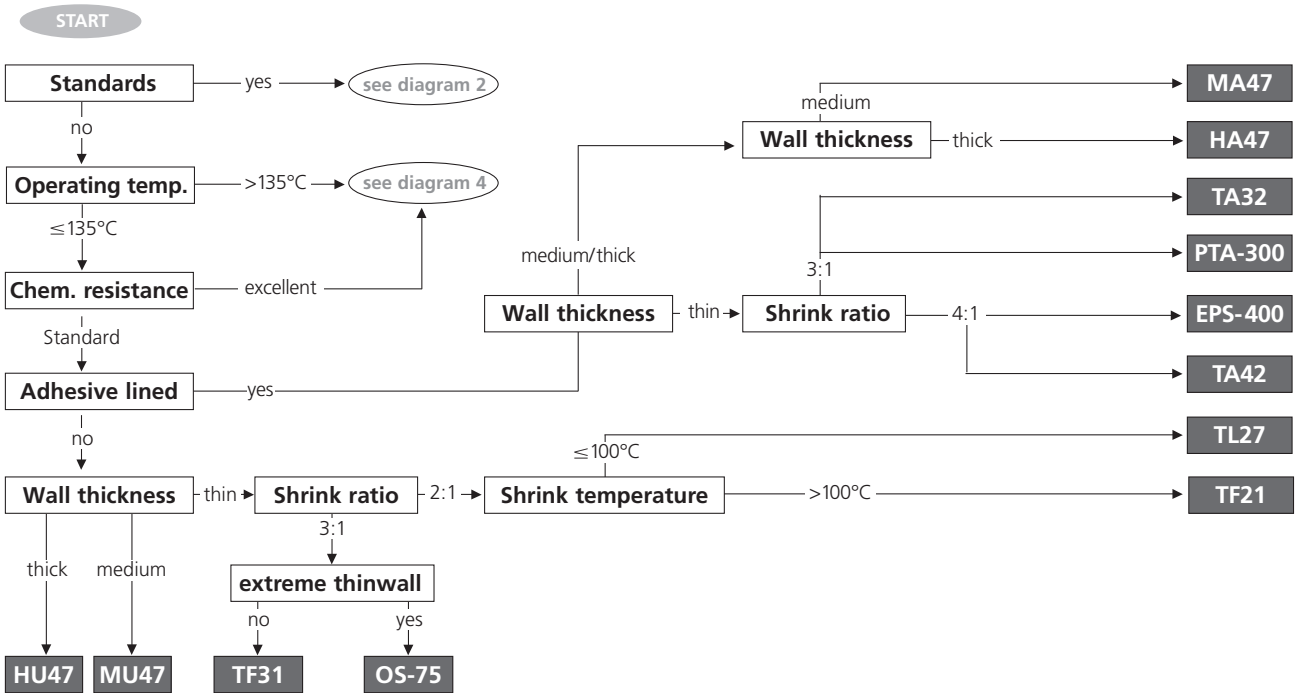 START
Standards
yes
see diagram 2
no
Operating temp.
>135°C
see diagram 4
≤135°C
Chem. resistance
excellent
Standard
Adhesive lined
yes
medium/thick
Wall thickness
medium
Wall thickness
thick
MA47
HA47
thin
Shrink ratio
3:1
TA32
PTA-300
4:1
EPS-400
TA42
no
Wall thickness
thin
Shrink ratio
2:1
Shrink temperature
≤100°C
TL27
>100°C
TF21
3:1
extreme thinwall
no
yes
thick
medium
HU47
MU47
TF31
OS-75